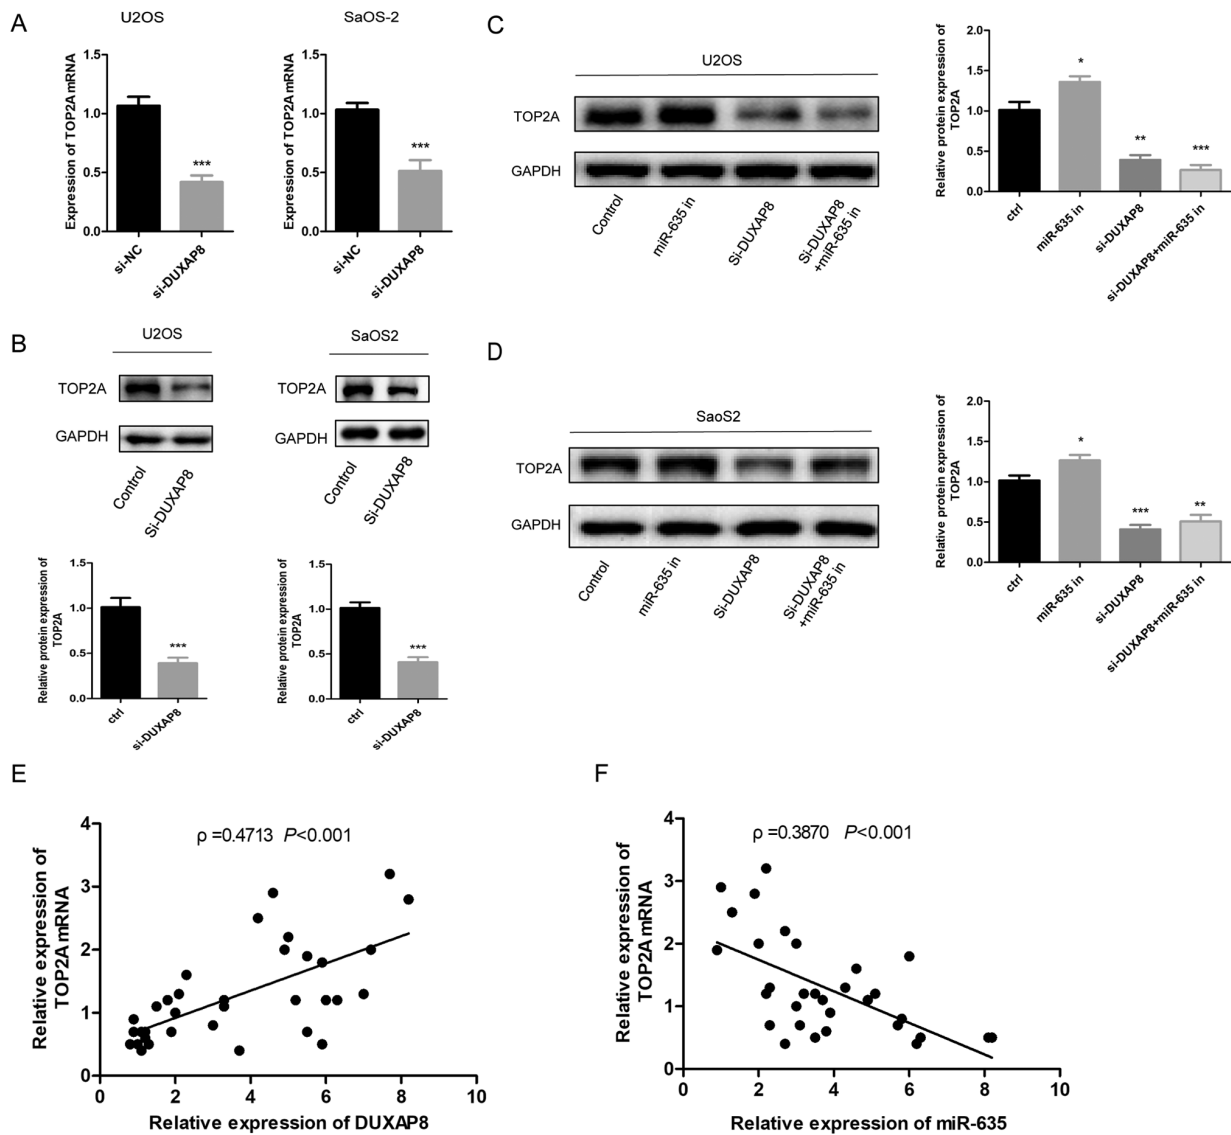 A
U2OS
SaOS-2
Expression of TOP2A mRNA
1.5
1.0
0.5
0.0
***
si-NC
si-DUXAP8
Expression of TOP2A mRNA
1.5
1.0
0.5
0.0
***
si-NC
si-DUXAP8
B
U2OS
TOP2A
GAPDH
Control
Si-DUXAP8
SaOS2
TOP2A
GAPDH
Control
Si-DUXAP8
Relative protein expression of
TOP2A
1.5
1.0
0.5
0.0
***
ctrl
si-DUXAP8
Relative protein expression of
TOP2A
1.5
1.0
0.5
0.0
***
ctrl
si-DUXAP8
C
U2OS
TOP2A
GAPDH
Control
miR-635 in
Si-DUXAP8
Si-DUXAP8
+miR-635 in
Relative protein expression of
TOP2A
2.0
1.5
1.0
0.5
0.0
*
**
***
ctrl
miR-635 in
si-DUXAP8
si-DUXAP8+miR-635 in
D
SaoS2
TOP2A
GAPDH
Control
miR-635 in
Si-DUXAP8
Si-DUXAP8
+miR-635 in
Relative protein expression of
TOP2A
2.0
1.5
1.0
0.5
0.0
*
***
**
ctrl
miR-635 in
si-DUXAP8
si-DUXAP8+miR-635 in
E
ρ =0.4713 P<0.001
Relative expression of
TOP2A mRNA
4
3
2
1
0
0 2 4 6 8 10
Relative expression of DUXAP8
F
ρ =0.3870 P<0.001
Relative expression of
TOP2A mRNA
4
3
2
1
0
0 2 4 6 8 10
Relative expression of miR-635